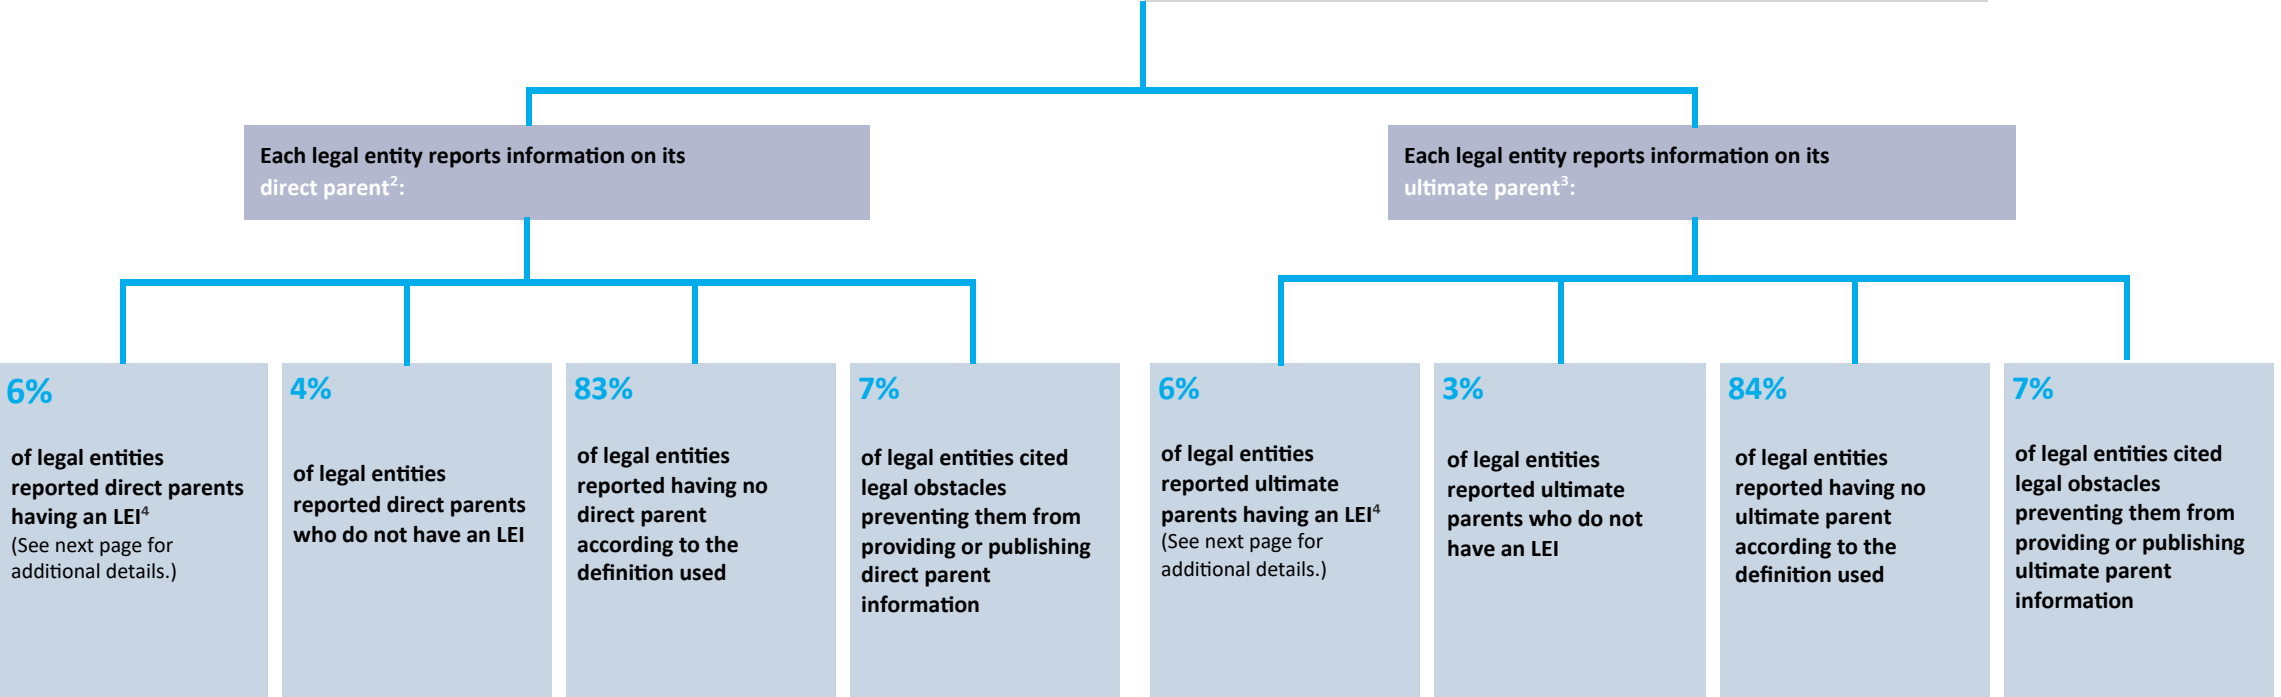 Each legal entity reports information on its
direct parent²:
Each legal entity reports information on its
ultimate parent³:
6%
of legal entities
reported direct parents
having an LEI⁴
(See next page for
additional details.)
4%
of legal entities
reported direct parents
who do not have an LEI
83%
of legal entities
reported having no
direct parent
according to the
definition used
7%
of legal entities cited
legal obstacles
preventing them from
providing or publishing
direct parent
information
6%
of legal entities
reported ultimate
parents having an LEI⁴
(See next page for
additional details.)
3%
of legal entities
reported ultimate
parents who do not
have an LEI
84%
of legal entities
reported having no
ultimate parent
according to the
definition used
7%
of legal entities cited
legal obstacles
preventing them from
providing or publishing
ultimate parent
information